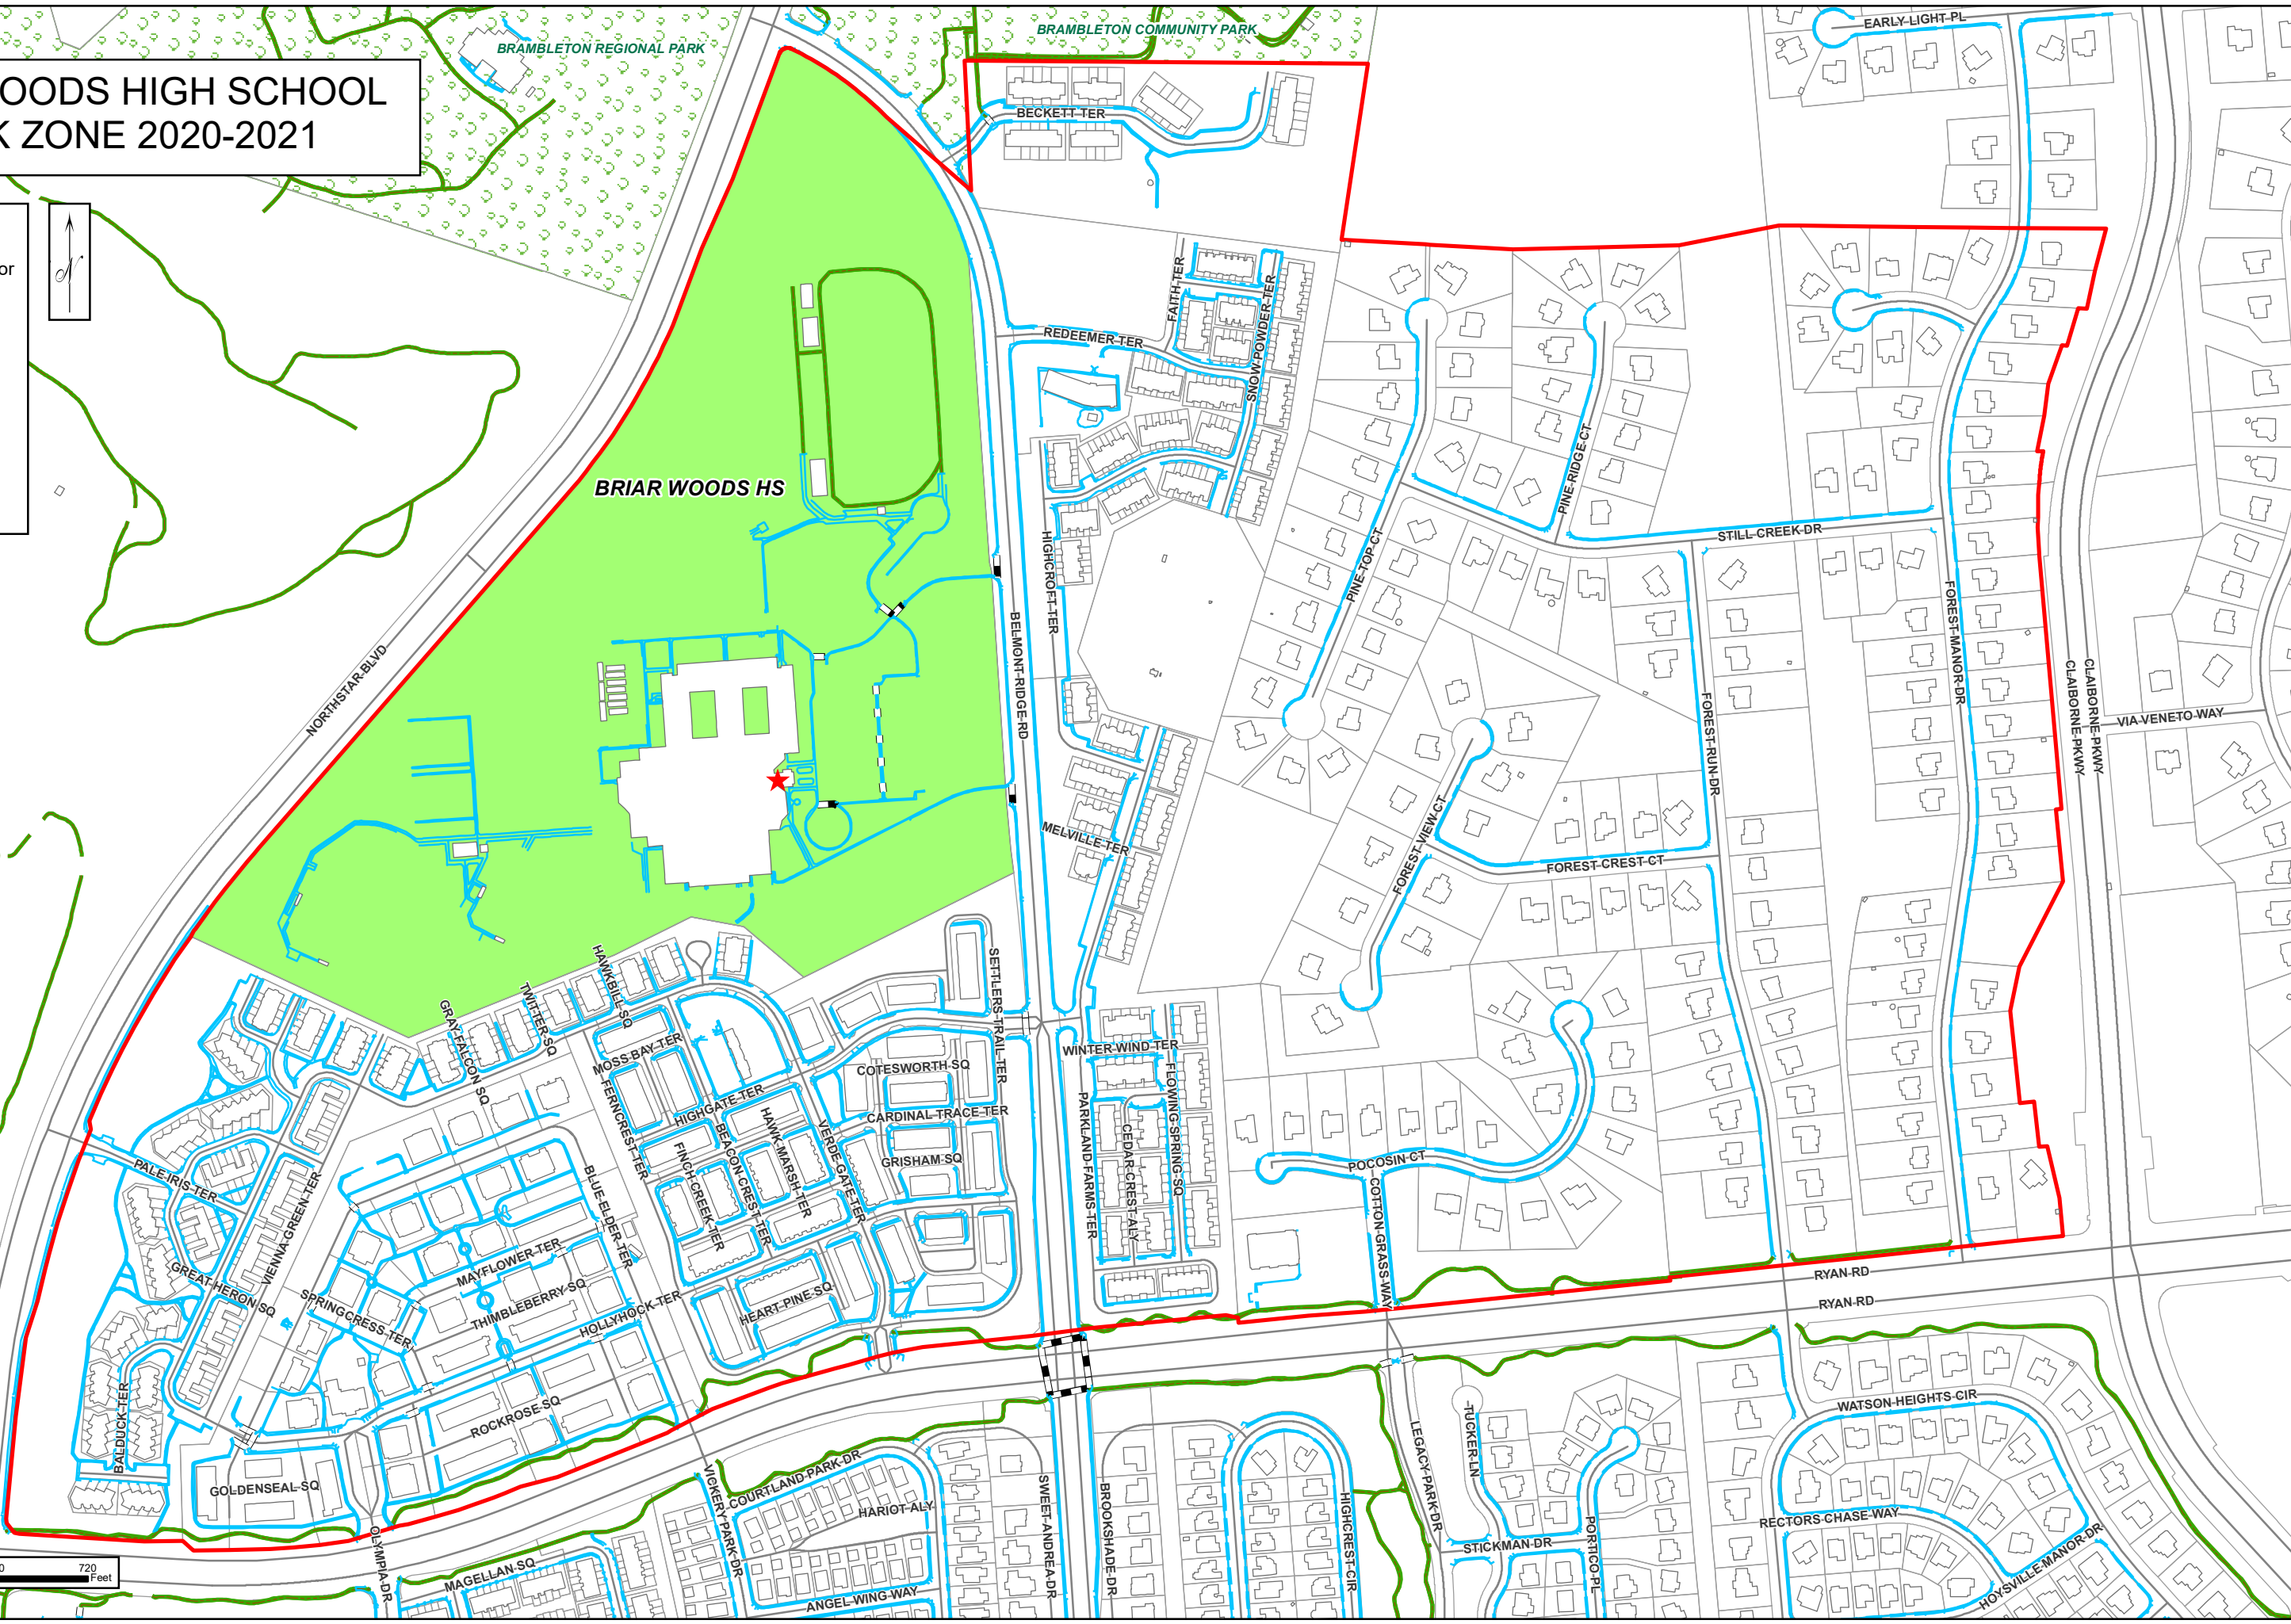 EARLY LIGHT PL
BRAMBLETON COMMUNITY PARK
BRAMBLETON REGIONAL PARK
OODS HIGH SCHOOL
ZONE 2020-2021
BECKETT TER
or
N
FAITH TER
REDEEMER TER
SNOW POWDER TER
BRIAR WOODS HS
PINE RIDGE CT
STILL CREEK DR
HIGHCROFT TER
PINE TOP CT
FOREST MANOR DR
BELMONT RIDGE RD
NORTHSTAR BLVD
CLAIBORNE PKWY
CLAIBORNE PKWY
VIA VENETO WAY
FOREST RUN DR
MELVILLE TER
FOREST VIEW CT
FOREST CREST CT
HAWKBILL SQ
SETTLERS TRAIL TER
TWITTER SQ
GRAY FALCON SQ
MOSS BAY TER
WINTER WIND TER
COTESWORTH SQ
FERNCREST TER
HIGHGATE TER
CARDINAL TRACE TER
FLOWING SPRING SQ
PARKLAND FARMS TER
CEDAR CREST ALY
HAWK MARSH TER
BEACON CREST TER
VERDE GATE TER
FINCH CREEK TER
GRISHAM SQ
POCOSIN CT
PALE IRIS TER
BLUE ELDER TER
VIENNA GREEN TER
COTTON GRASS WAY
MAYFLOWER TER
GREAT HERON SQ
SPRINGCRESS TER
THIMBLEBERRY SQ
HOLLYHOCK TER
HEART PINE SQ
RYAN RD
RYAN RD
BALDUCK TER
ROCKROSE SQ
WATSON HEIGHTS CIR
TUCKER LN
LEGACY PARK DR
GOLDENSEAL SQ
COURTLAND PARK DR
VICKERY PARK DR
HARIOT ALY
SWEET ANDREA DR
BROOKSHADE DR
HIGHCREST CIR
RECTORS CHASE WAY
STICKMAN DR
PORTICO PL
HOYSVILLE MANOR DR
OLYMPIA DR
MAGELLAN SQ
ANGEL WING WAY
720
Feet